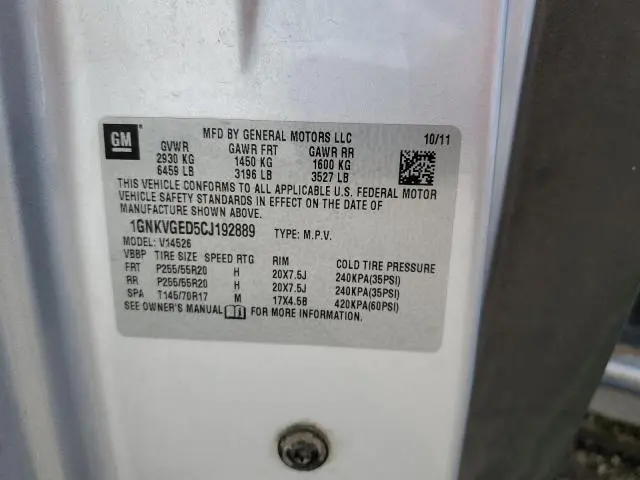 GM
MFD BY GENERAL MOTORS LLC 10/11
GVWR GAWR FRT GAWR RR
2930 KG 1450 KG 1600 KG
6459 LB 3196 LB 3527 LB
THIS VEHICLE CONFORMS TO ALL APPLICABLE U.S. FEDERAL MOTOR
VEHICLE SAFETY STANDARDS IN EFFECT ON THE DATE OF
MANUFACTURE SHOWN ABOVE.
1GNKVGED5CJ192889 TYPE: M.P.V.
MODEL: V14526
VBBP TIRE SIZE SPEED RTG RIM COLD TIRE PRESSURE
FRT P255/55R20 H 20X7.5J 240KPA(35PSI)
RR P255/55R20 H 20X7.5J 240KPA(35PSI)
SPA T145/70R17 M 17X4.5B 420KPA(60PSI)
SEE OWNER'S MANUAL FOR MORE INFORMATION.